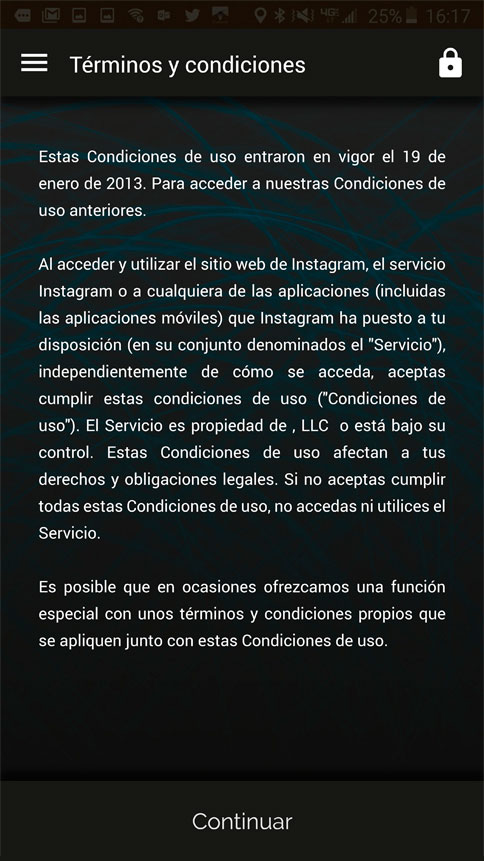 25% 16:17
Términos y condiciones
Estas Condiciones de uso entraron en vigor el 19 de
enero de 2013. Para acceder a nuestras Condiciones de
uso anteriores.
Al acceder y utilizar el sitio web de Instagram, el servicio
Instagram o a cualquiera de las aplicaciones (incluidas
las aplicaciones móviles) que Instagram ha puesto a tu
disposición (en su conjunto denominados el "Servicio"),
independientemente de cómo se acceda, aceptas
cumplir estas condiciones de uso ("Condiciones de
uso"). El Servicio es propiedad de , LLC o está bajo su
control. Estas Condiciones de uso afectan a tus
derechos y obligaciones legales. Si no aceptas cumplir
todas estas Condiciones de uso, no accedas ni utilices el
Servicio.
Es posible que en ocasiones ofrezcamos una función
especial con unos términos y condiciones propios que
se apliquen junto con estas Condiciones de uso.
Continuar